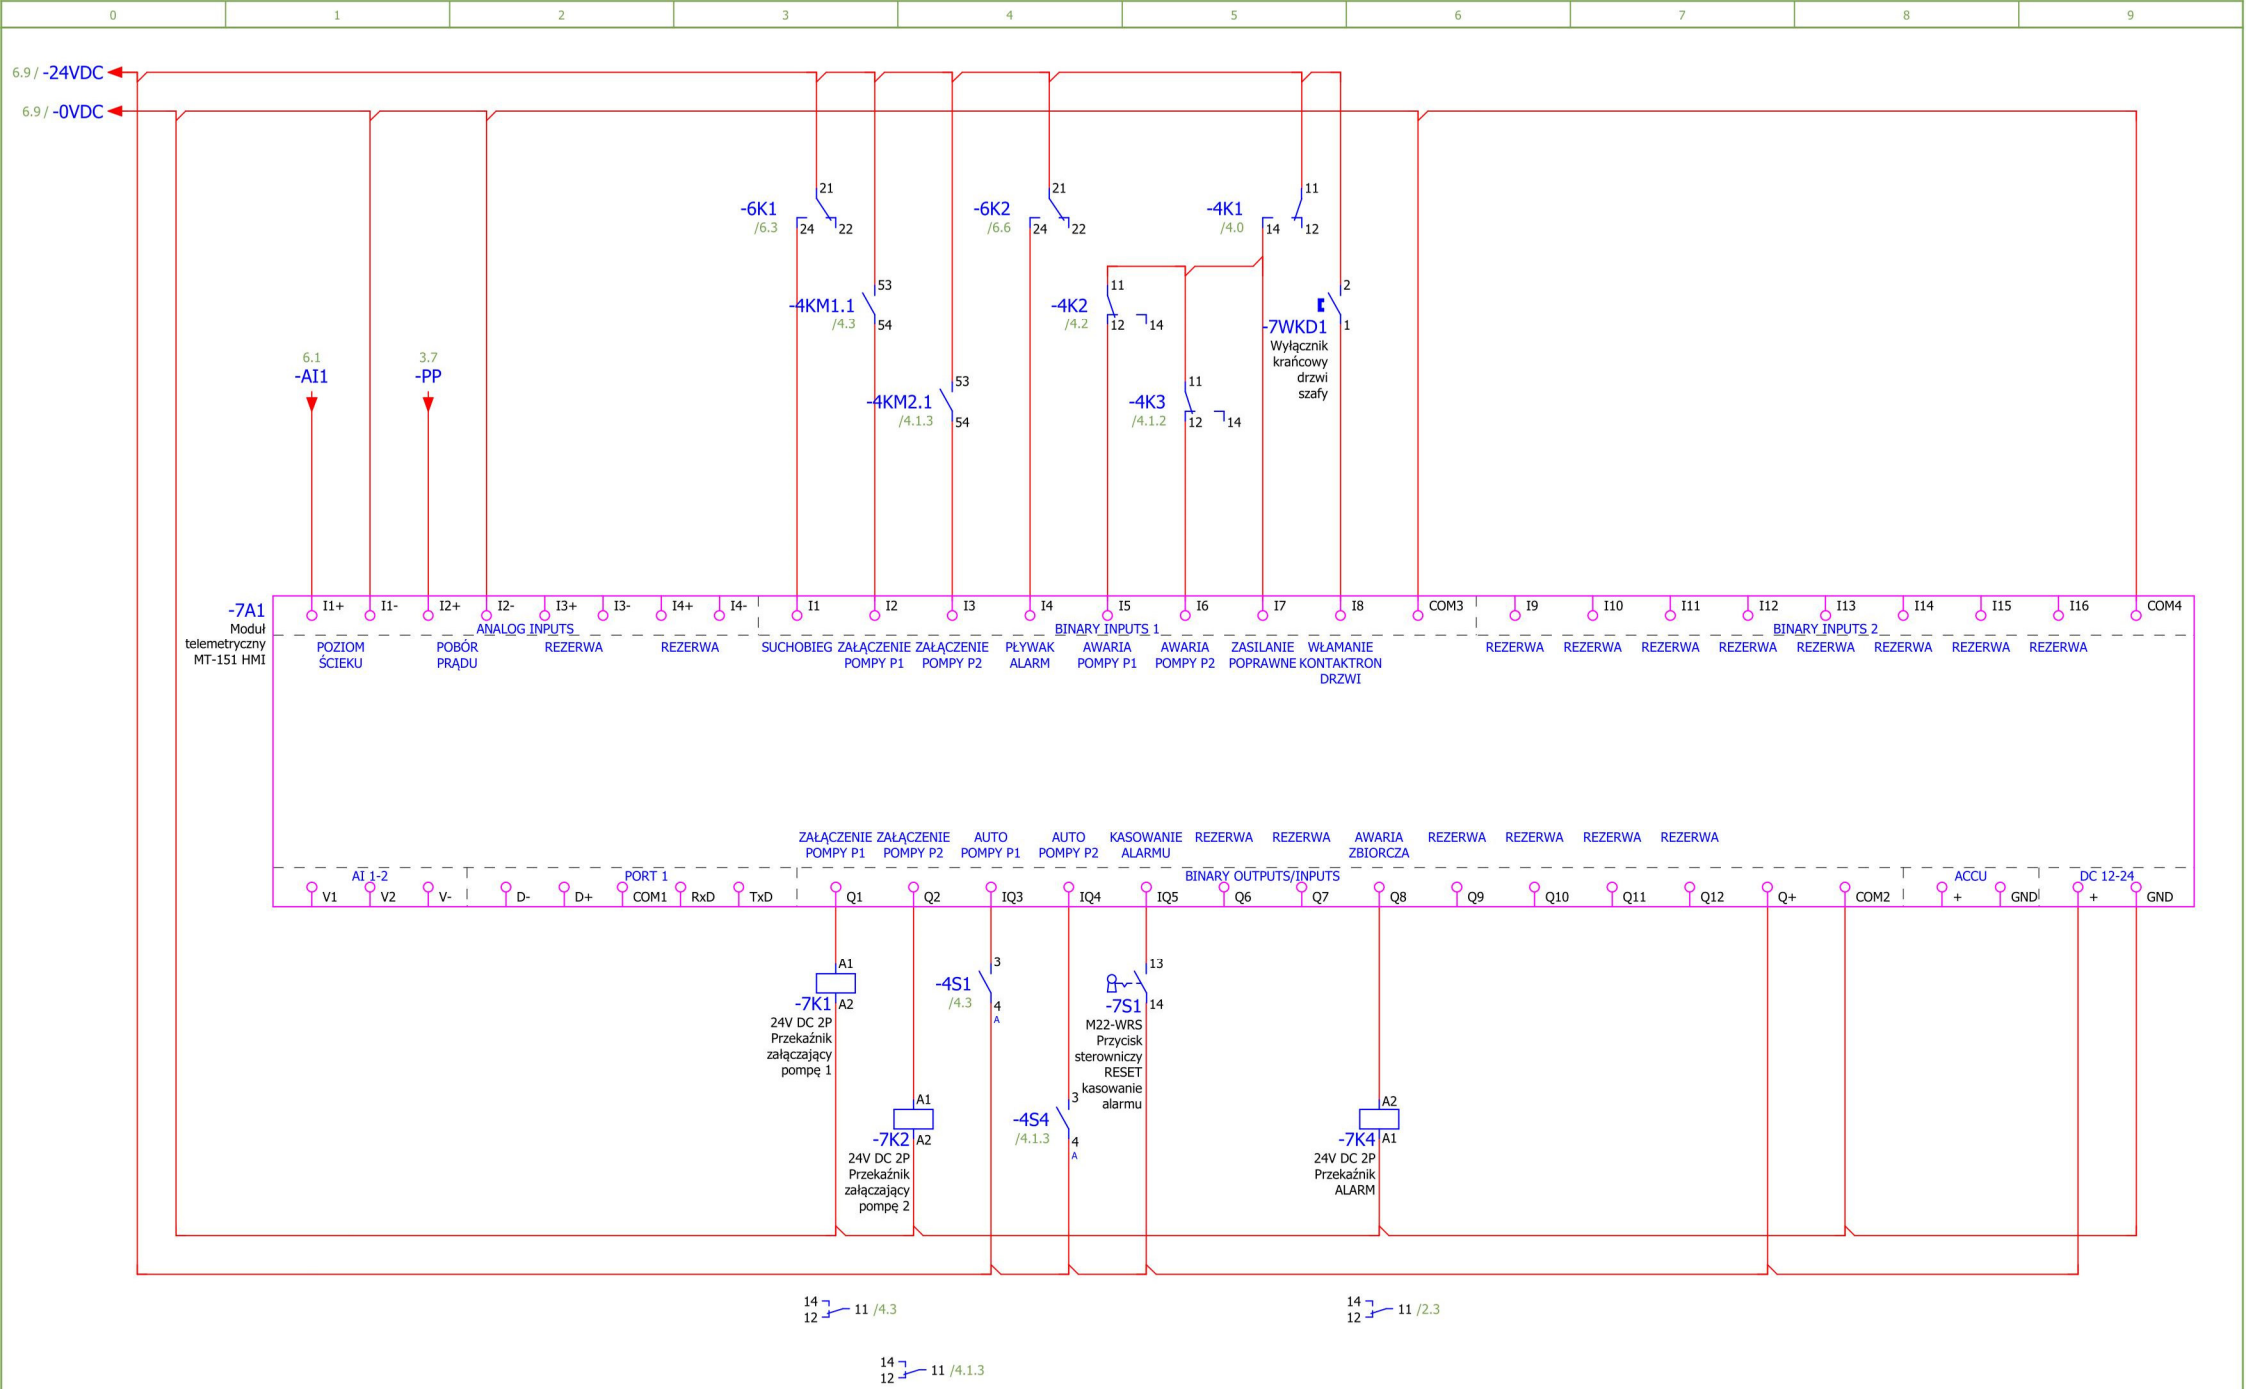 0 1 2 3 4 5 6 7 8 9
6.9 / -24VDC
6.9 / -0VDC
21 21 11
-6K1 -6K2 -4K1
/6.3 24 22 /6.6 24 22 /4.0 14 12
53 11 2
-4KM1.1 -4K2
/4.3 54 /4.2 12 14 -7WKD1 1
Wyłącznik
krańcowy
drzwi
szafy
6.1 3.7
-AI1 -PP
53 11
-4KM2.1 -4K3
/4.1.3 54 /4.1.2 12 14
-7A1
Moduł
telemetryczny
MT-151 HMI
I1+ I1- I2+ I2- I3+ I3- I4+ I4- I1 I2 I3 I4 I5 I6 I7 I8 COM3 I9 I10 I11 I12 I13 I14 I15 I16 COM4
ANALOG INPUTS BINARY INPUTS 1 BINARY INPUTS 2
POZIOM POBÓR REZERWA REZERWA SUCHOBIEG ZAŁĄCZENIE ZAŁĄCZENIE PŁYWAK AWARIA AWARIA ZASILANIE WŁAMANIE REZERWA REZERWA REZERWA REZERWA REZERWA REZERWA REZERWA REZERWA
ŚCIEKU PRĄDU POMPY P1 POMPY P2 ALARM POMPY P1 POMPY P2 POPRAWNE KONTAKTRON
DRZWI
ZAŁĄCZENIE ZAŁĄCZENIE AUTO AUTO KASOWANIE REZERWA REZERWA AWARIA REZERWA REZERWA REZERWA REZERWA
POMPY P1 POMPY P2 POMPY P1 POMPY P2 ALARMU ZBIORCZA
AI 1-2 PORT 1 BINARY OUTPUTS/INPUTS ACCU DC 12-24
V1 V2 V- D- D+ COM1 RxD TxD Q1 Q2 IQ3 IQ4 IQ5 Q6 Q7 Q8 Q9 Q10 Q11 Q12 Q+ COM2 + GND + GND
A1 3 13
-4S1
-7K1 A2 /4.3 4 -7S1 14
A
24V DC 2P
Przekaźnik
załączający
pompę 1
M22-WRS
Przycisk
sterowniczy
RESET
kasowanie
alarmu
A1 3 A2
-4S4
-7K2 A2 /4.1.3 4 -7K4 A1
A
24V DC 2P
Przekaźnik
załączający
pompę 2
24V DC 2P
Przekaźnik
ALARM
14 14
12 11 /4.3 12 11 /2.3
14
12 11 /4.1.3